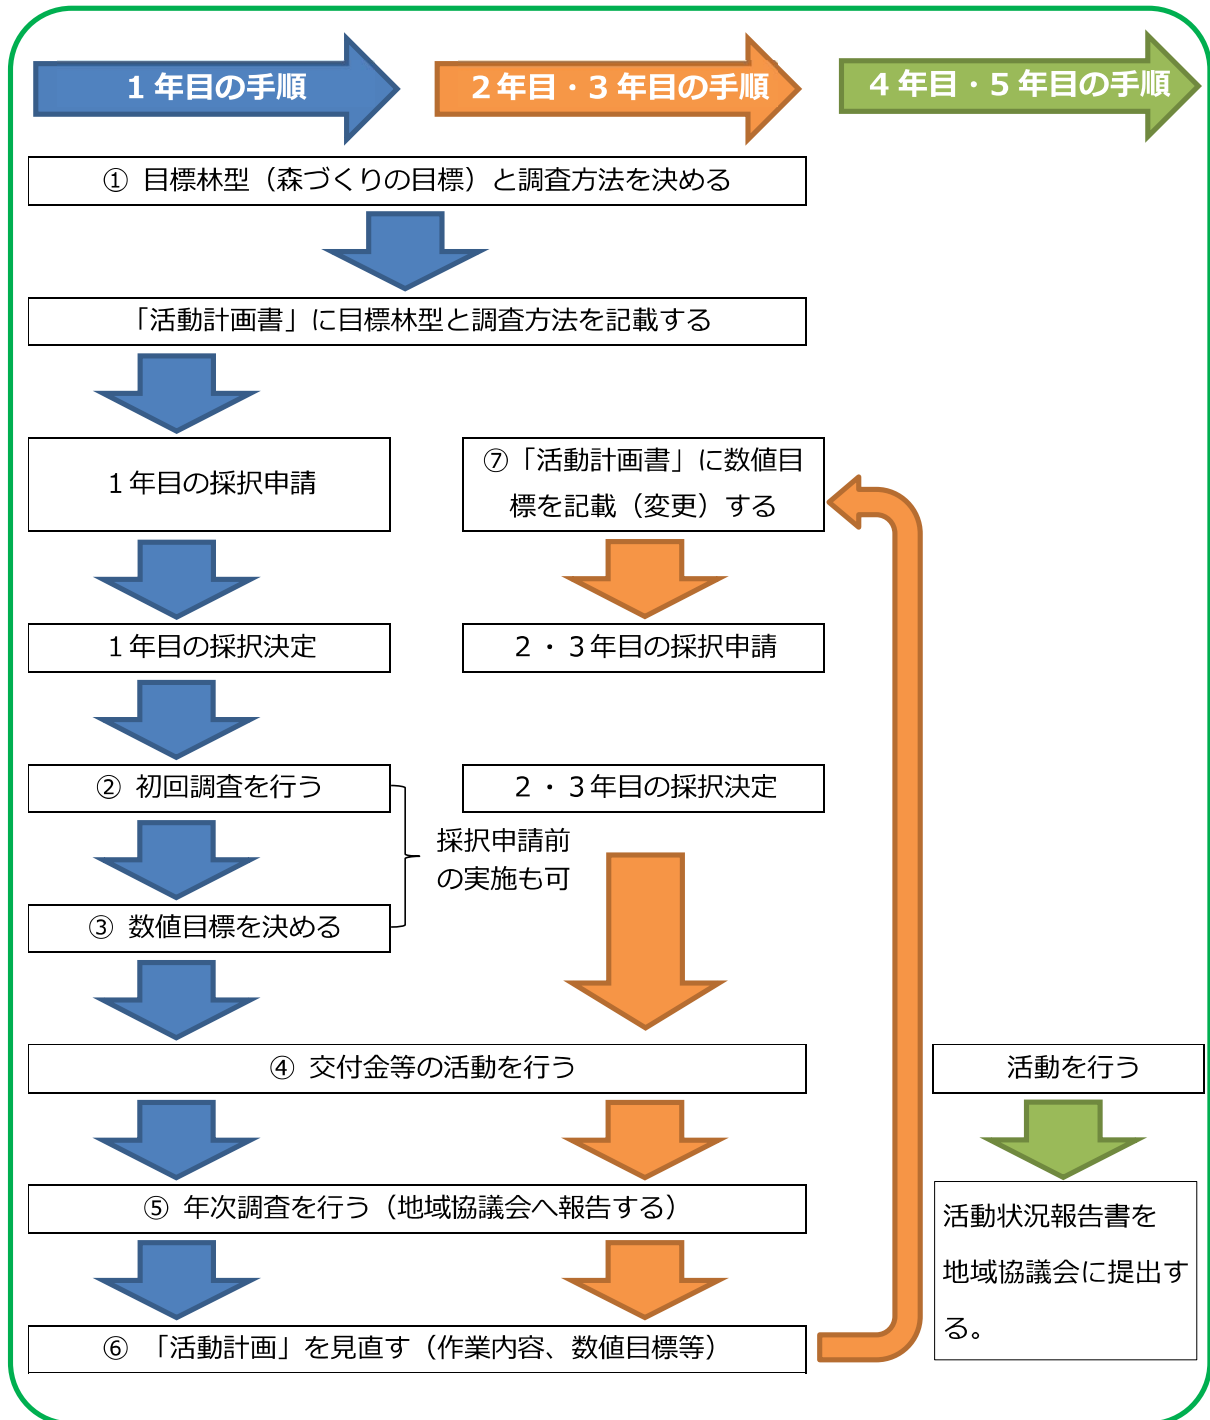 １年目の手順
２年目・３年目の手順
４年目・５年目の手順
① 目標林型（森づくりの目標）と調査方法を決める
「活動計画書」に目標林型と調査方法を記載する
１年目の採択申請
⑦「活動計画書」に数値目
標を記載（変更）する
１年目の採択決定
２・３年目の採択申請
② 初回調査を行う
２・３年目の採択決定
採択申請前
の実施も可
③ 数値目標を決める
④ 交付金等の活動を行う
活動を行う
⑤ 年次調査を行う（地域協議会へ報告する）
活動状況報告書を
地域協議会に提出す
る。
⑥ 「活動計画」を見直す（作業内容、数値目標等）